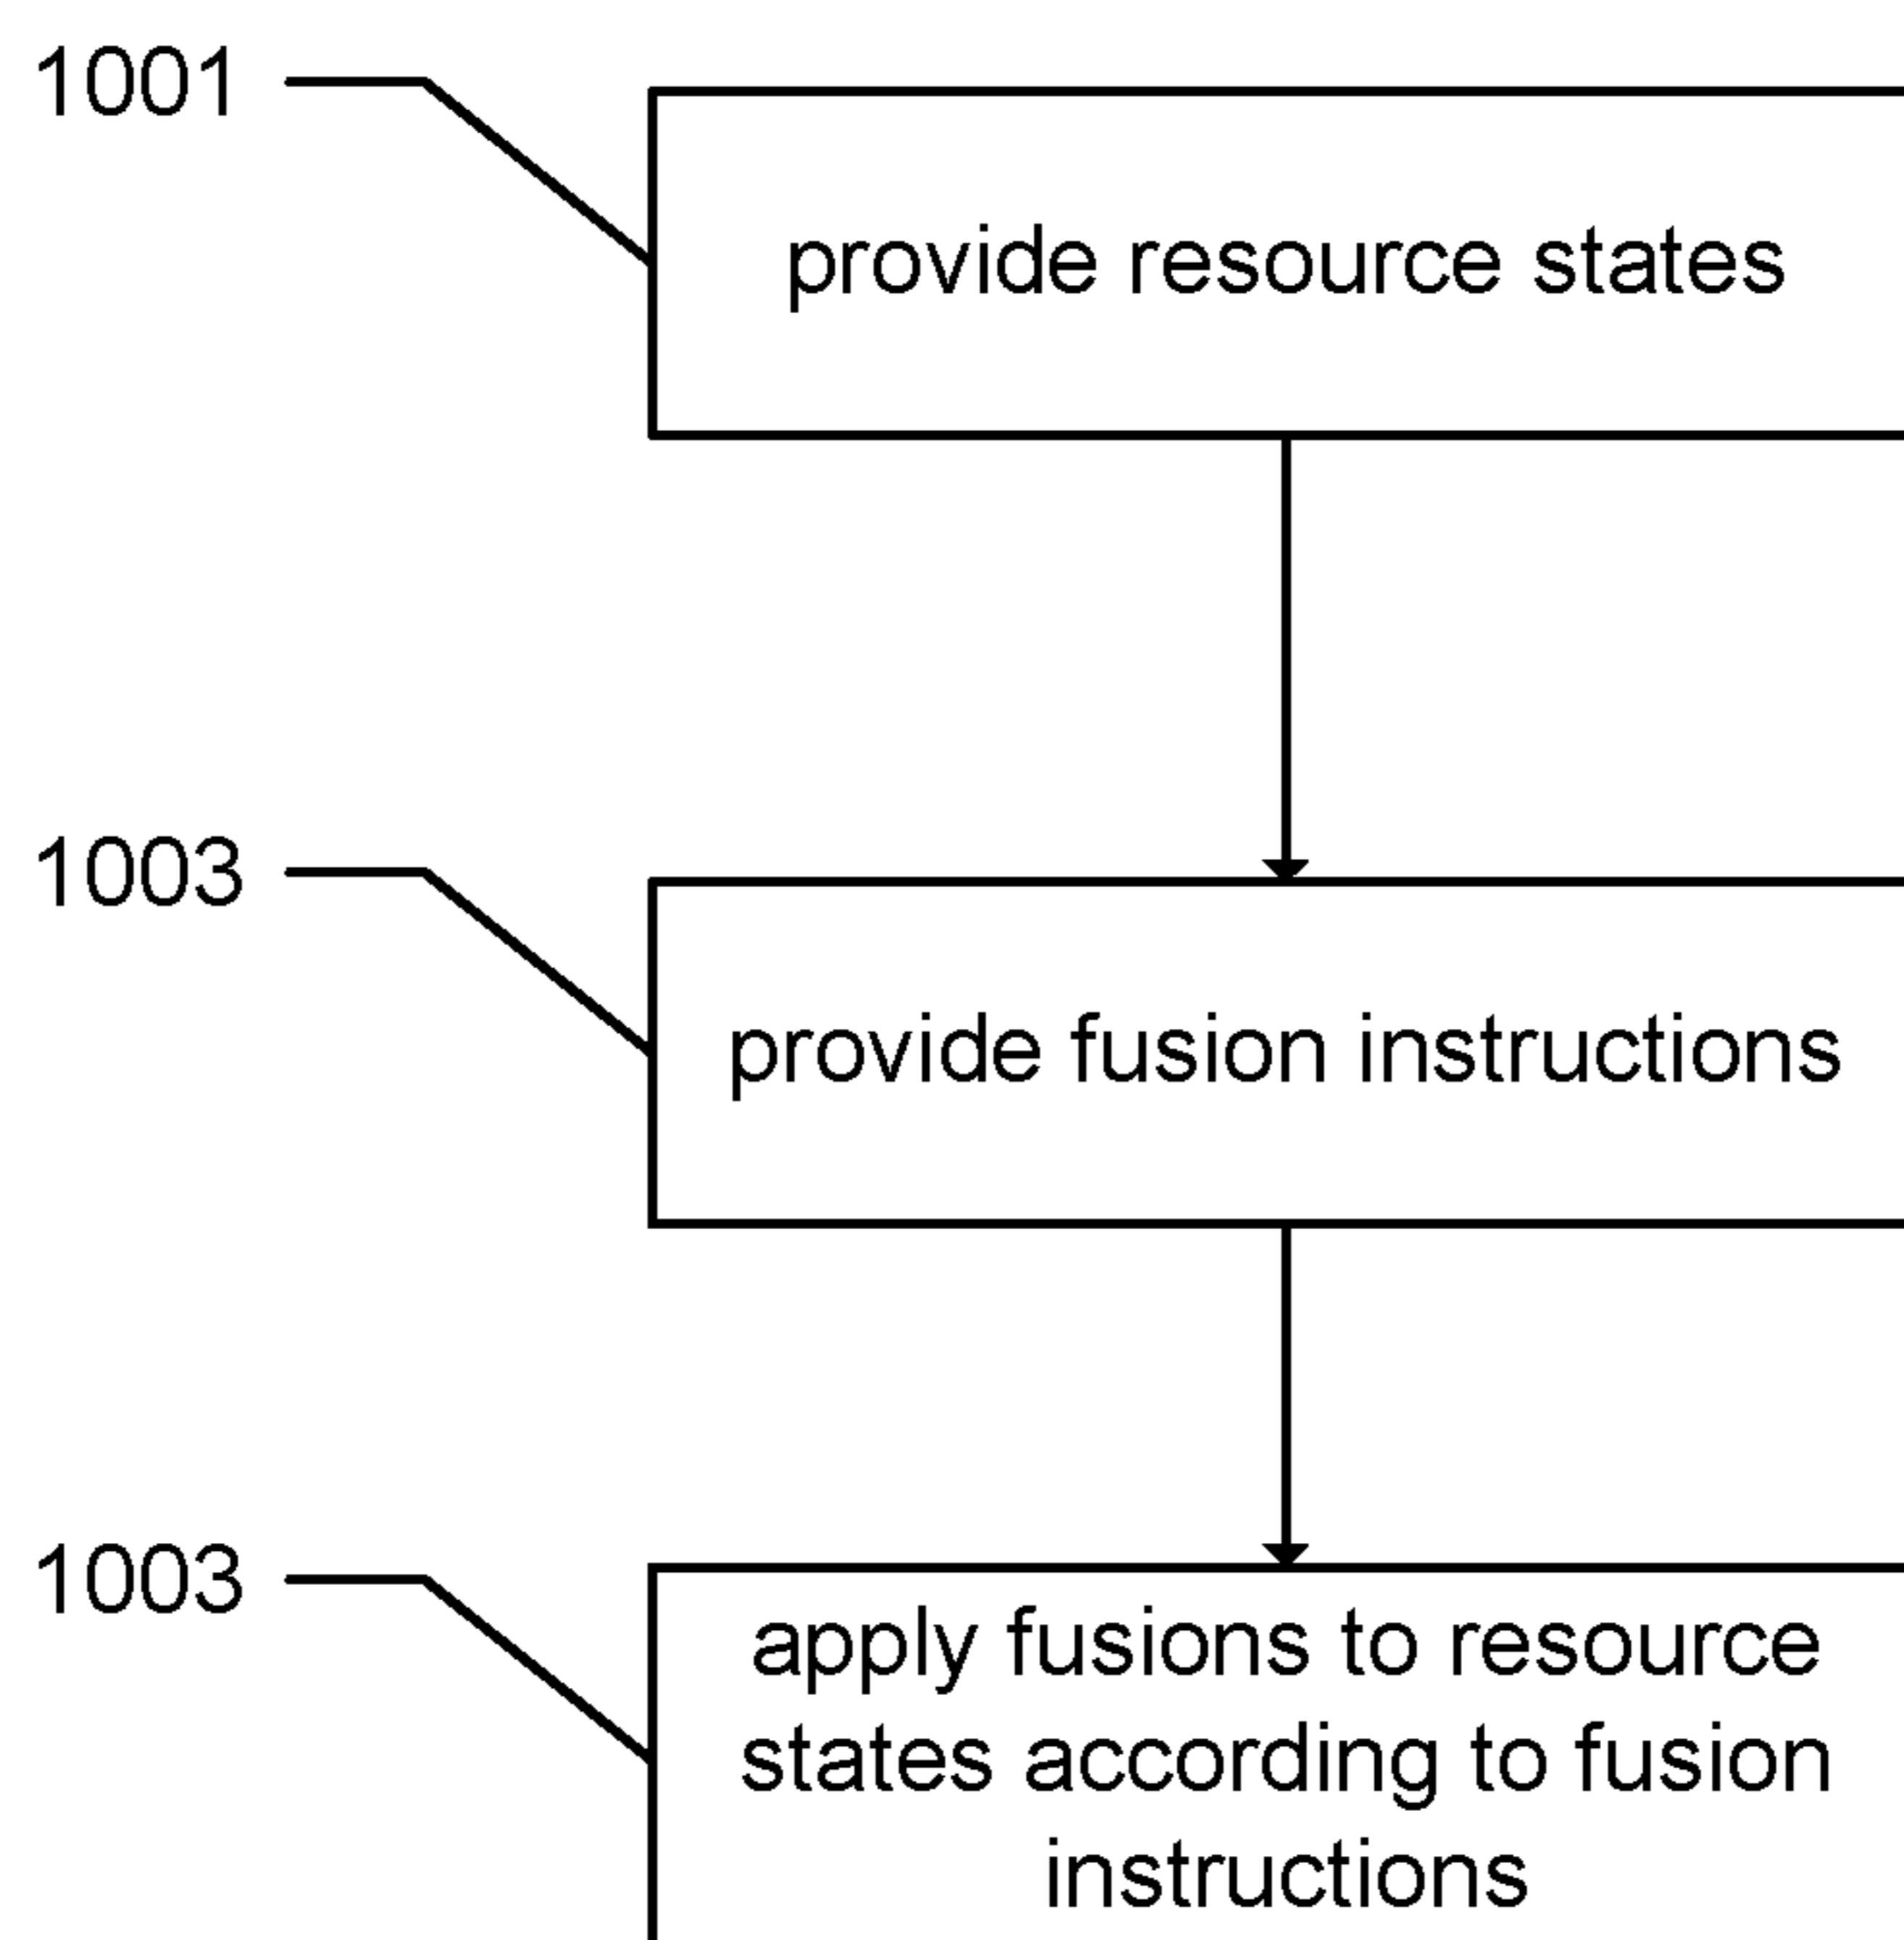 1001
provide resource states
1003
provide fusion instructions
1003
apply fusions to resource
states according to fusion
instructions